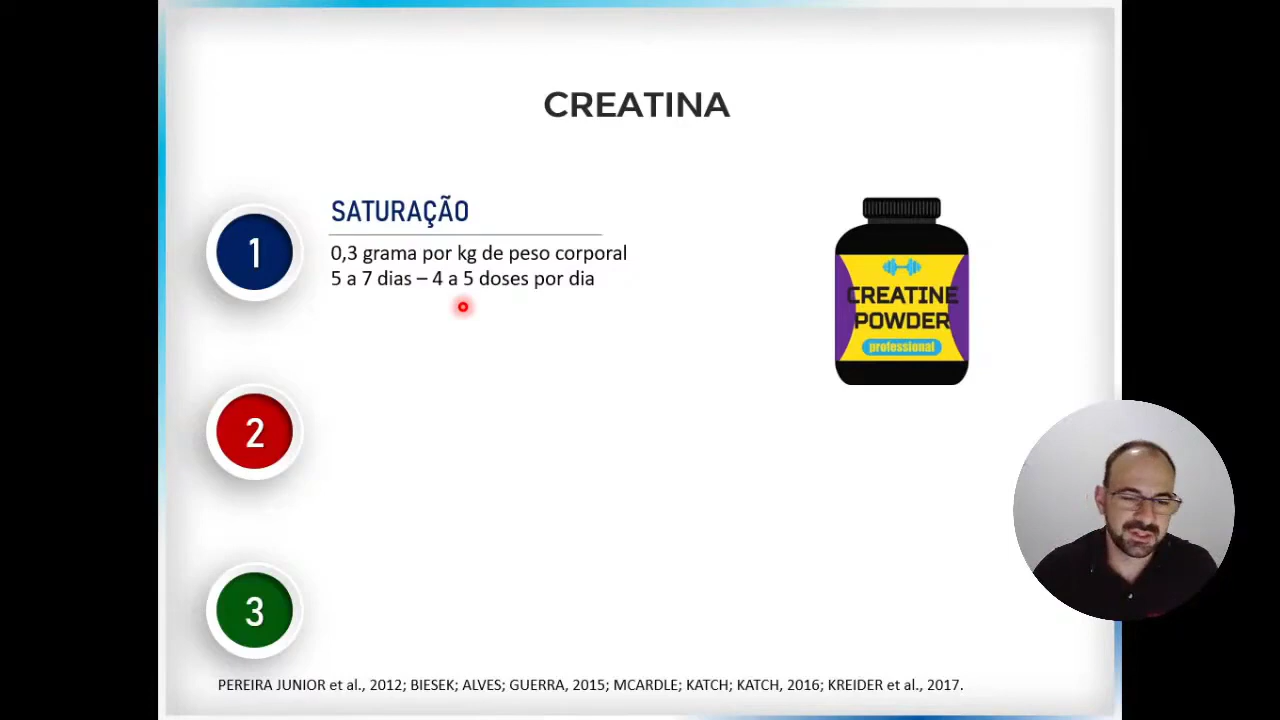 CREATINA
1
SATURAÇÃO
0,3 grama por kg de peso corporal
5 a 7 dias – 4 a 5 doses por dia
CREATINE
POWDER
professional
2
3
PEREIRA JUNIOR et al., 2012; BIESEK; ALVES; GUERRA, 2015; MCARDLE; KATCH; KATCH, 2016; KREIDER et al., 2017.